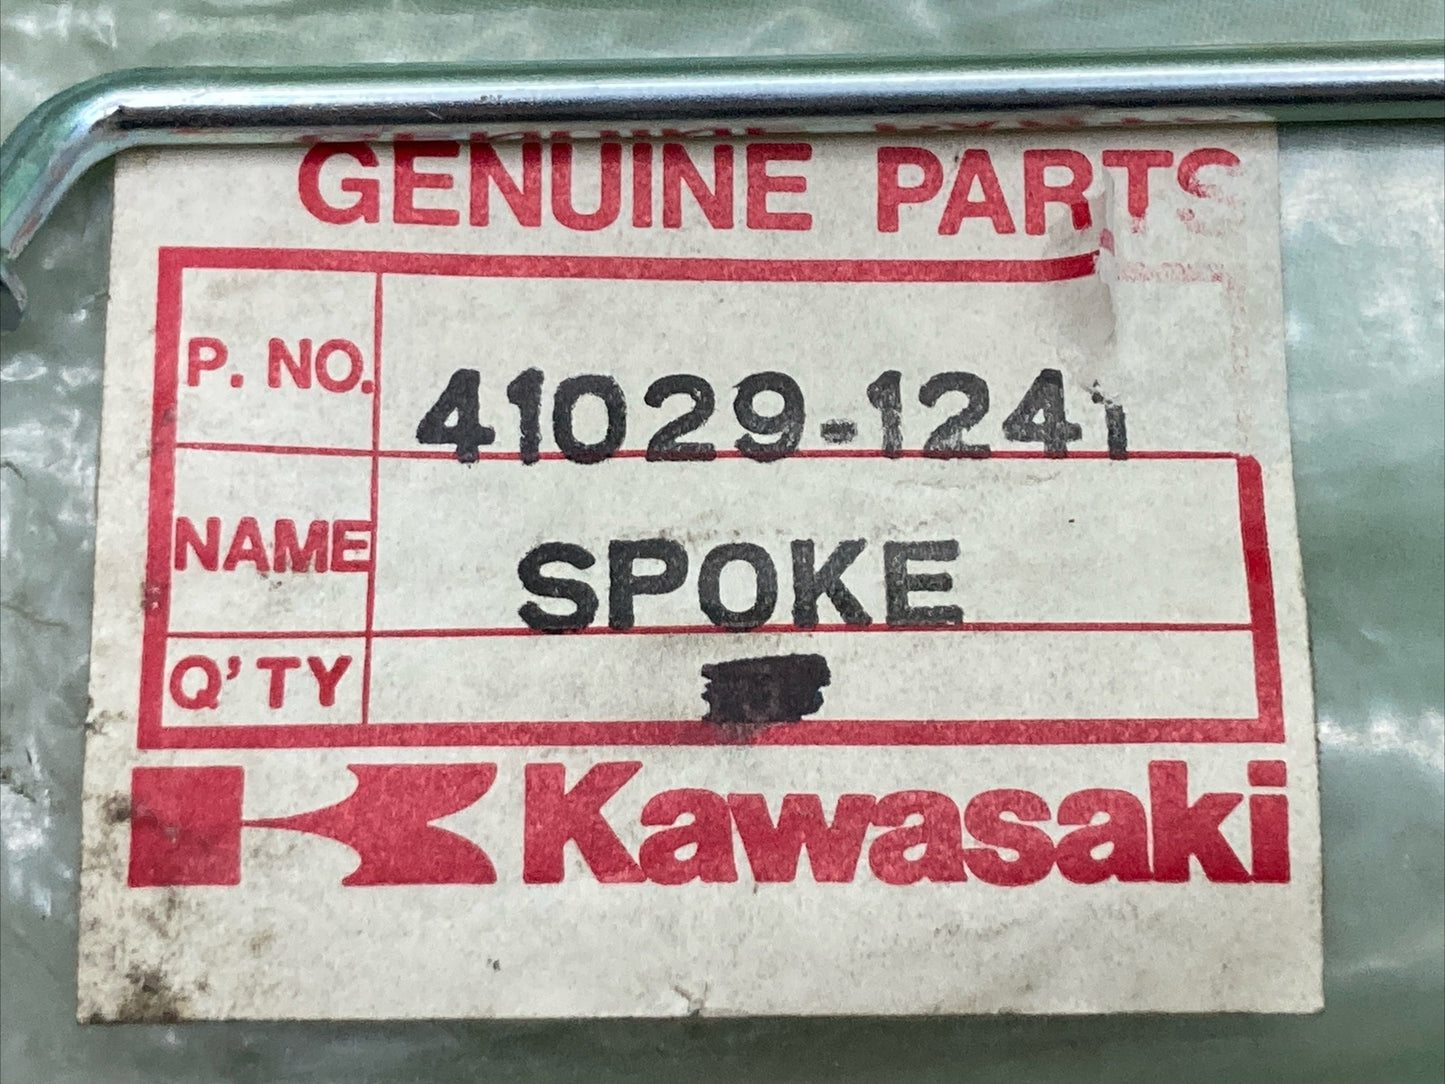 GENUINE PARTS
P. NO. 41029-1241
NAME SPOKE
Q'TY
Kawasaki